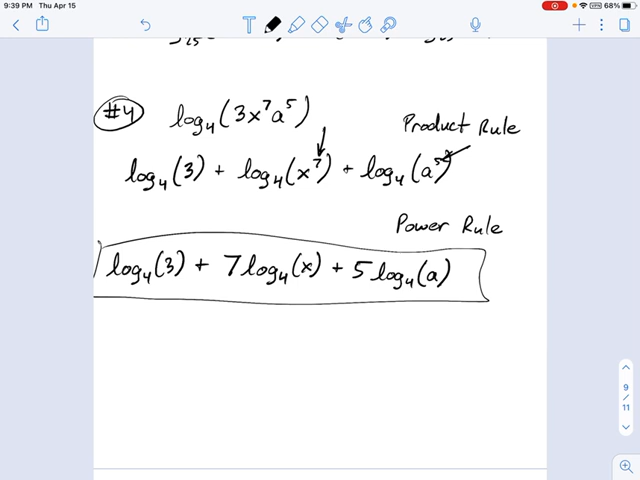 9:39 PM Thu Apr 15
68%
#4 log₄(3x⁷a⁵)
Product Rule
log₄(3) + log₄(x⁷) + log₄(a⁵)
Power Rule
log₄(3) + 7log₄(x) + 5log₄(a)
9
/
11